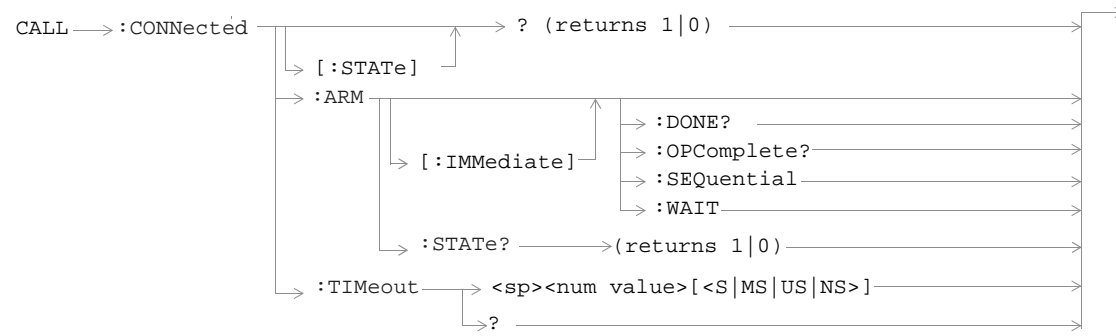 CALL :CONNected ? (returns 1|0)
[:STATe]
:ARM
:DONE?
[:IMMediate] :OPComplete?
:SEQuential
:WAIT
:STATe? (returns 1|0)
:TIMeout <sp><num value>[<S|MS|US|NS>]
?